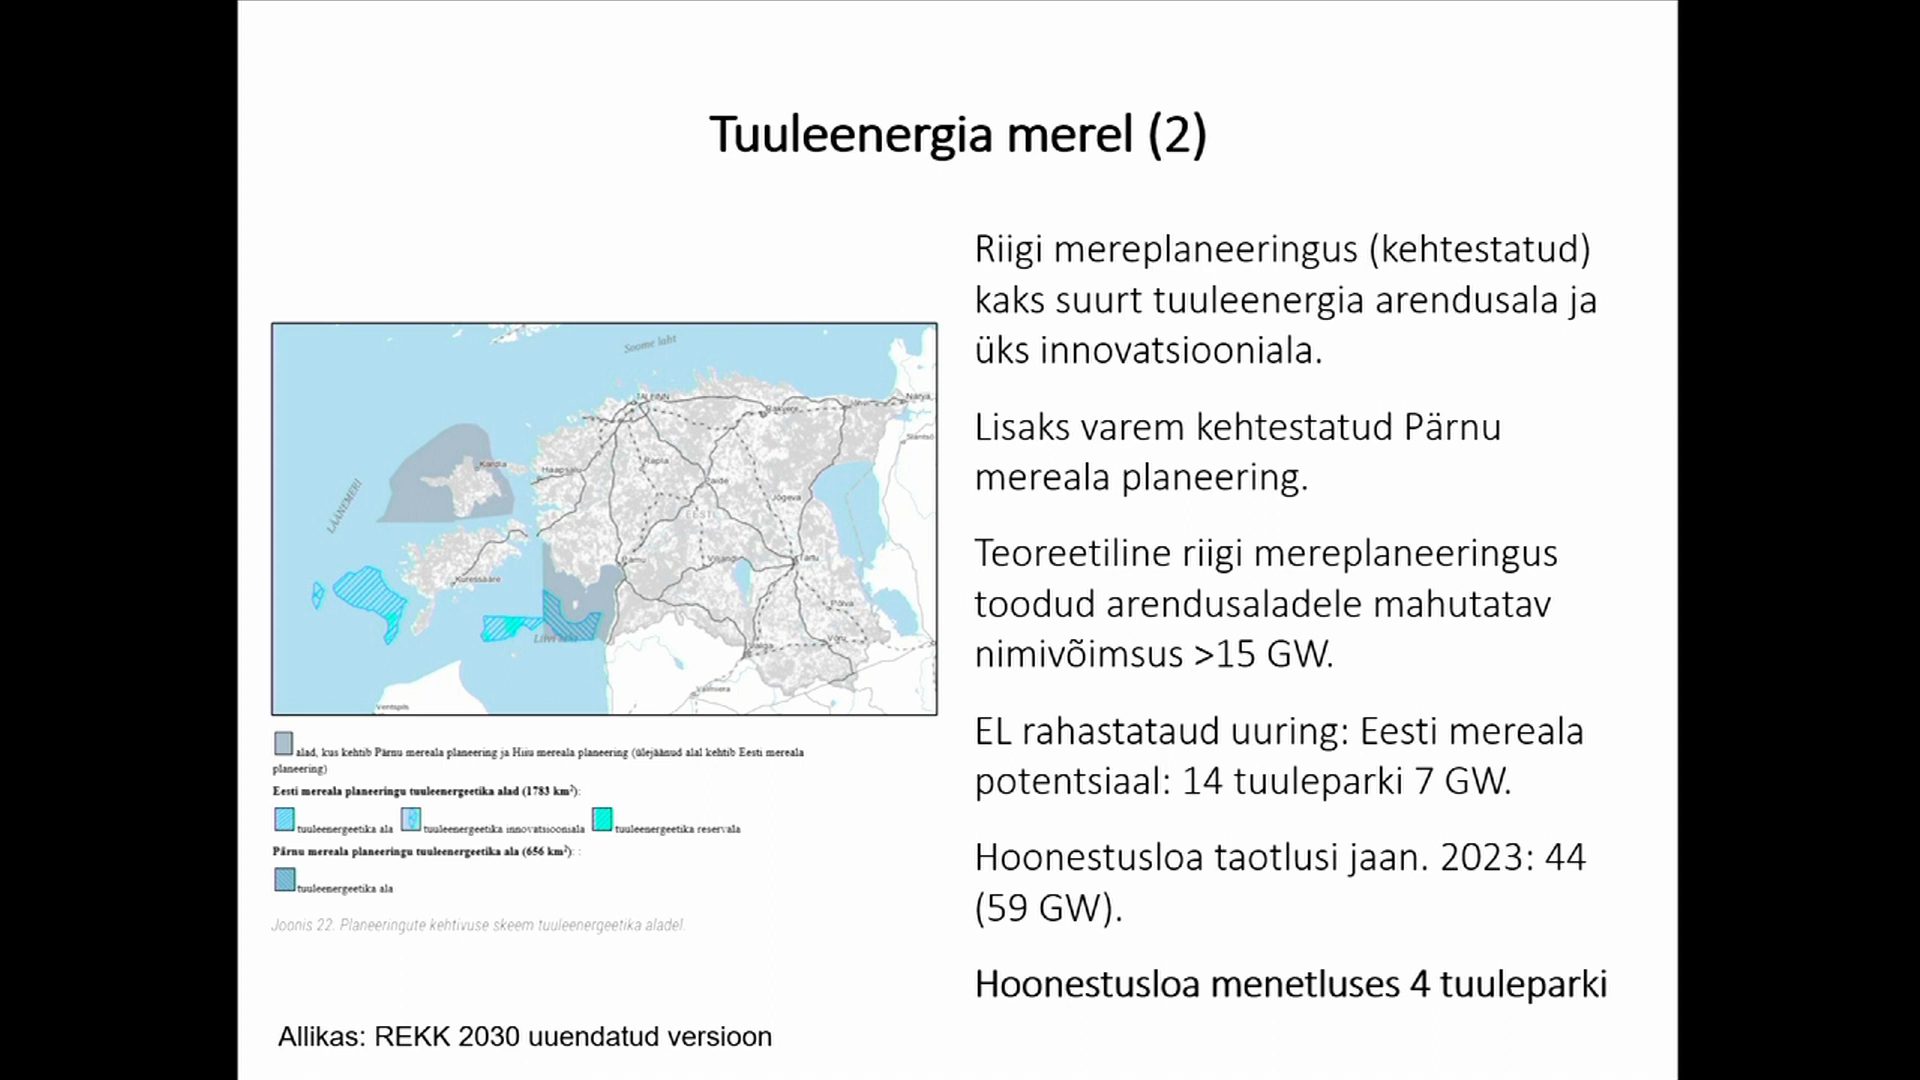 Tuuleenergia merel (2)
Riigi mereplaneeringus (kehtestatud)
kaks suurt tuuleenergia arendusala ja
üks innovatsiooniala.
Lisaks varem kehtestatud Pärnu
mereala planeering.
Teoreetiline riigi mereplaneeringus
toodud arendusaladele mahutatav
nimivõimsus >15 GW.
EL rahastataud uuring: Eesti mereala
potentsiaal: 14 tuuleparki 7 GW.
Hoonestusloa taotlusi jaan. 2023: 44
(59 GW).
Hoonestusloa menetluses 4 tuuleparki
Soome laht
TALLINN
Rakvere
Jõhvi
Narva
Slantsõ
Kärdla
Haapsalu
Rapla
Paide
Jõgeva
LÄÄNEMERI
EESTI
Pärnu
Viljandi
Tartu
Kuressaare
Põlva
Liivi laht
Võru
Valga
Valmiera
Ventspils
alad, kus kehtib Pärnu mereala planeering ja Hiiu mereala planeering (ülejäänud alal kehtib Eesti mereala
planeering)
Eesti mereala planeeringu tuuleenergeetika alad (1783 km²):
tuuleenergeetika ala tuuleenergeetika innovatsiooniala tuuleenergeetika reservala
Pärnu mereala planeeringu tuuleenergeetika ala (656 km²): :
tuuleenergeetika ala
Joonis 22. Planeeringute kehtivuse skeem tuuleenergeetika aladel.
Allikas: REKK 2030 uuendatud versioon